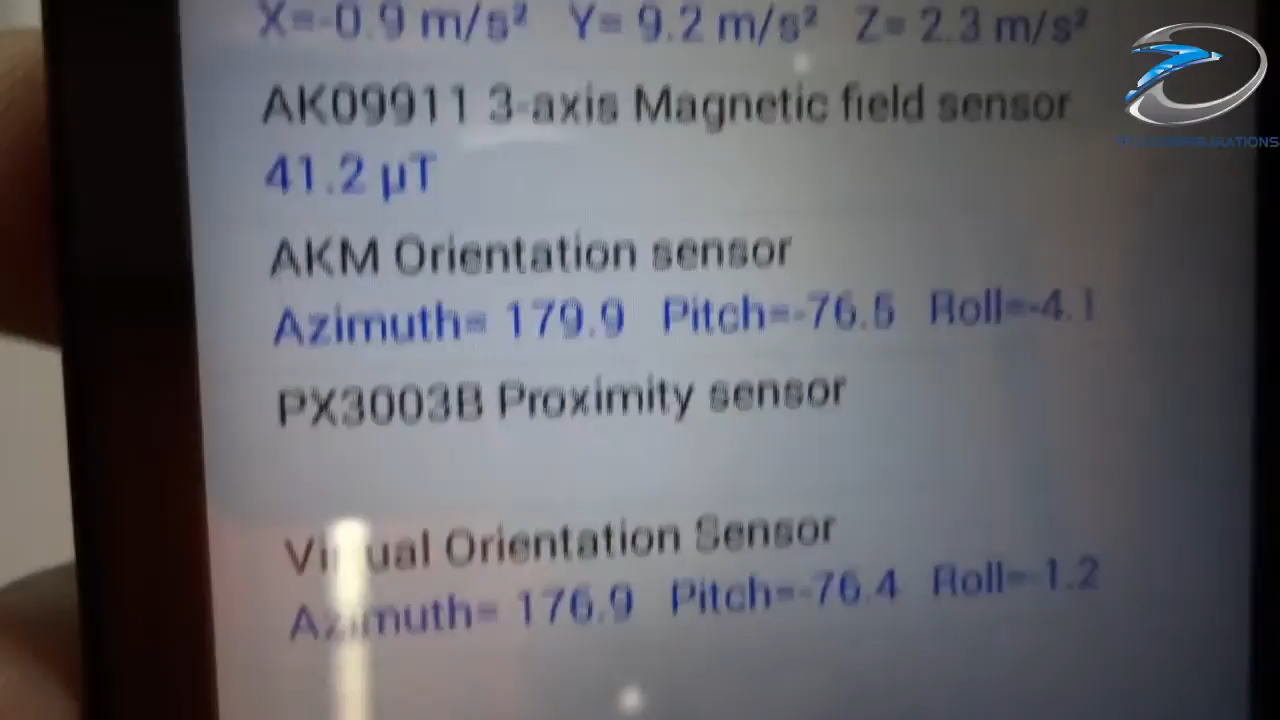 X=-0.9 m/s² Y= 9.2 m/s² Z= 2.3 m/s²
AK09911 3-axis Magnetic field sensor
41.2 µT
AKM Orientation sensor
Azimuth= 179.9 Pitch=-76.5 Roll=-4.1
PX3003B Proximity sensor
Virtual Orientation Sensor
Azimuth= 176.9 Pitch=-76.4 Roll=-1.2